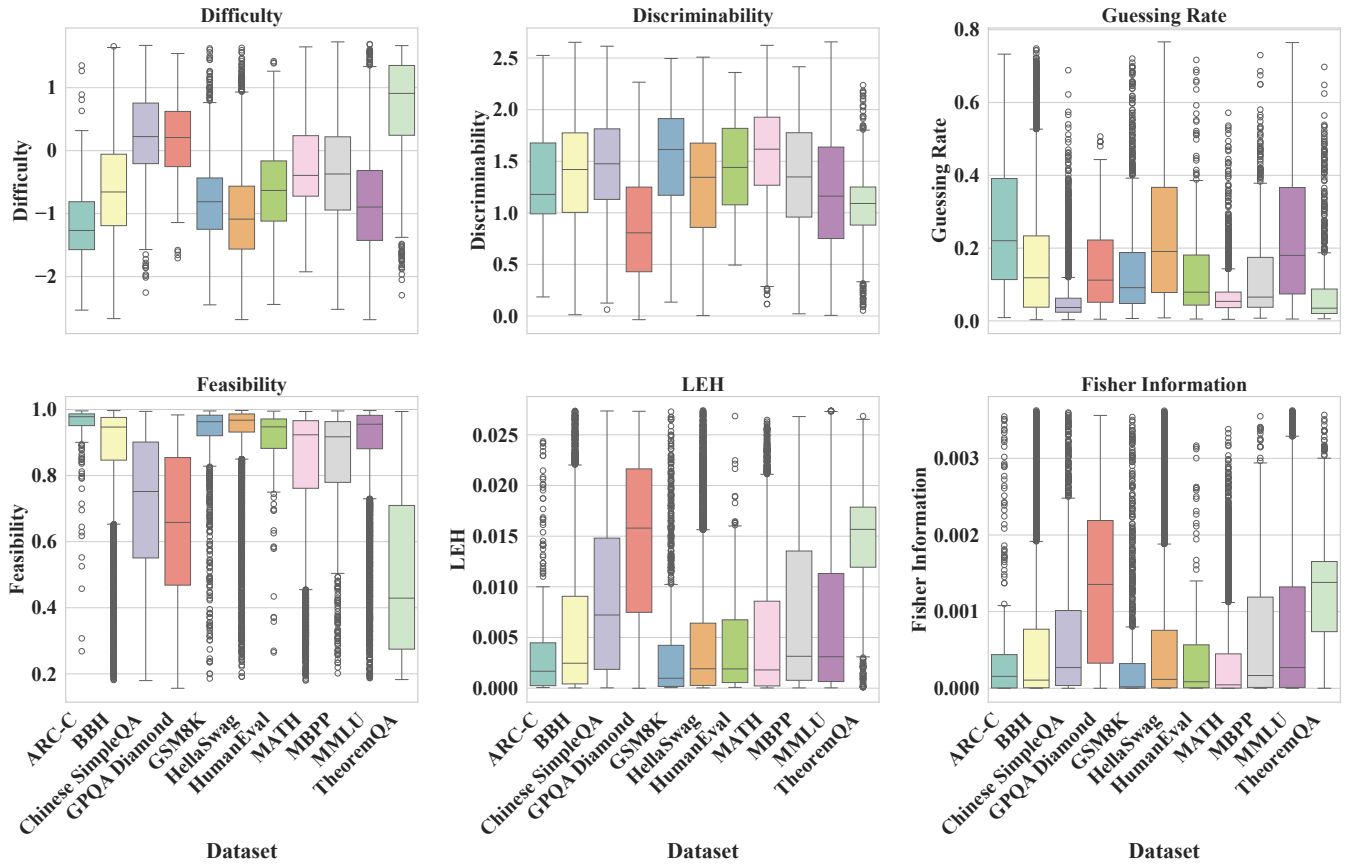 Difficulty
Discriminability
Guessing Rate
Difficulty
1
0
−1
−2
Discriminability
2.5
2.0
1.5
1.0
0.5
0.0
Guessing Rate
0.8
0.6
0.4
0.2
0.0
Feasibility
LEH
Fisher Information
Feasibility
1.0
0.8
0.6
0.4
0.2
LEH
0.025
0.020
0.015
0.010
0.005
0.000
Fisher Information
0.003
0.002
0.001
0.000
ARC-C
BBH
Chinese SimpleQA
GPQA Diamond
GSM8K
HellaSwag
HumanEval
MATH
MBPP
MMLU
TheoremQA
ARC-C
BBH
Chinese SimpleQA
GPQA Diamond
GSM8K
HellaSwag
HumanEval
MATH
MBPP
MMLU
TheoremQA
ARC-C
BBH
Chinese SimpleQA
GPQA Diamond
GSM8K
HellaSwag
HumanEval
MATH
MBPP
MMLU
TheoremQA
Dataset
Dataset
Dataset